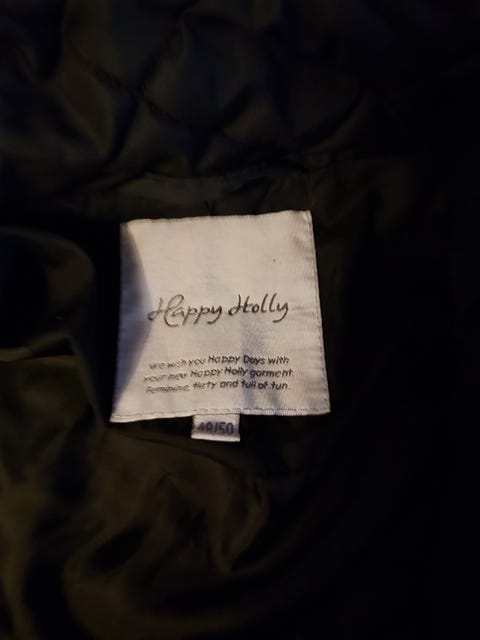 Happy Holly
We wish you Happy Days with
your new Happy Holly garment.
Feminine, flirty and full of fun.
48/50